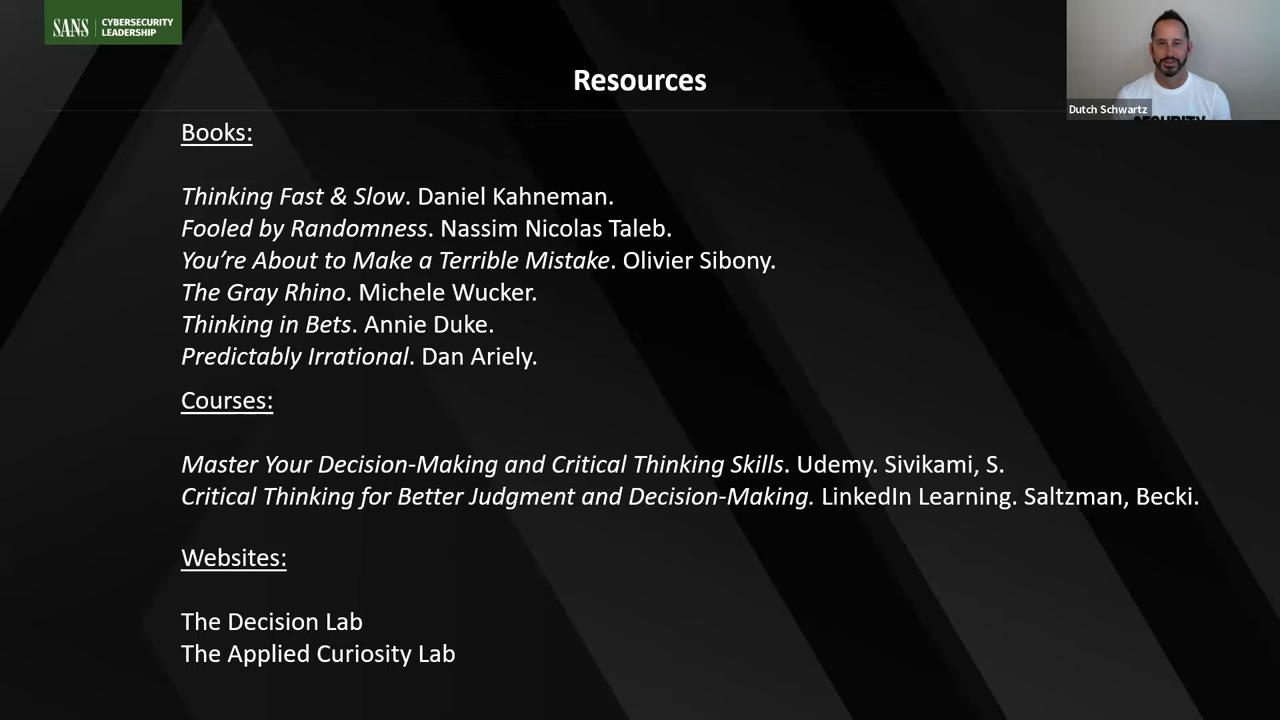 SANS
CYBERSECURITY
LEADERSHIP
Resources
Dutch Schwartz
SECURITY
Books:
Thinking Fast & Slow. Daniel Kahneman.
Fooled by Randomness. Nassim Nicolas Taleb.
You’re About to Make a Terrible Mistake. Olivier Sibony.
The Gray Rhino. Michele Wucker.
Thinking in Bets. Annie Duke.
Predictably Irrational. Dan Ariely.
Courses:
Master Your Decision-Making and Critical Thinking Skills. Udemy. Sivikami, S.
Critical Thinking for Better Judgment and Decision-Making. LinkedIn Learning. Saltzman, Becki.
Websites:
The Decision Lab
The Applied Curiosity Lab